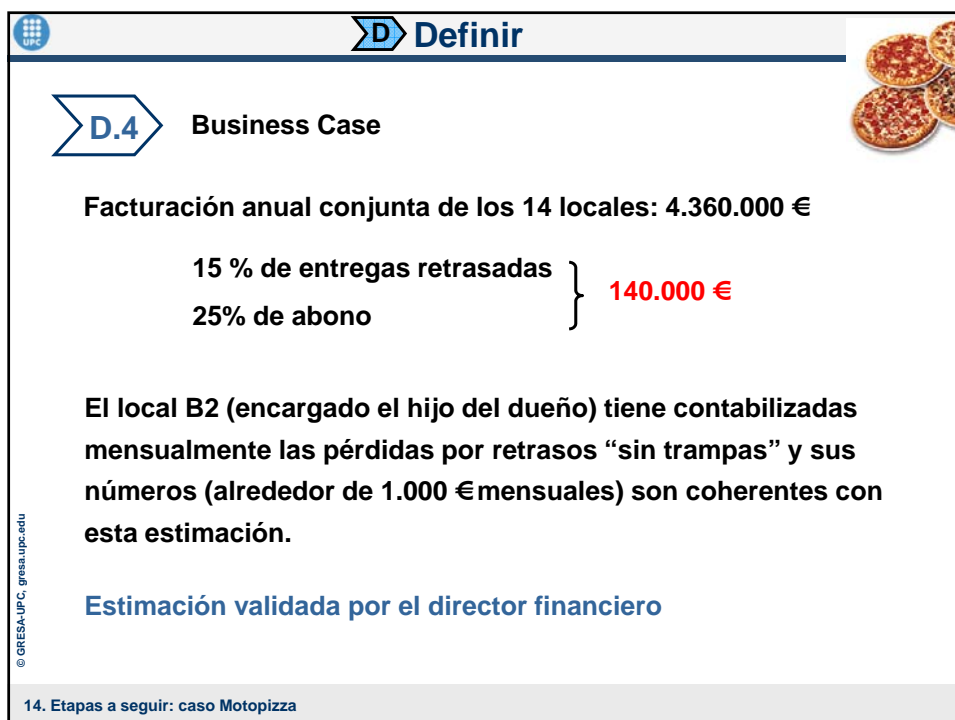 UPC
D Definir
D.4 Business Case
Facturación anual conjunta de los 14 locales: 4.360.000 €
15 % de entregas retrasadas
140.000 €
25% de abono
El local B2 (encargado el hijo del dueño) tiene contabilizadas
mensualmente las pérdidas por retrasos “sin trampas” y sus
números (alrededor de 1.000 € mensuales) son coherentes con
esta estimación.
Estimación validada por el director financiero
© GRESA-UPC, gresa.upc.edu
14. Etapas a seguir: caso Motopizza